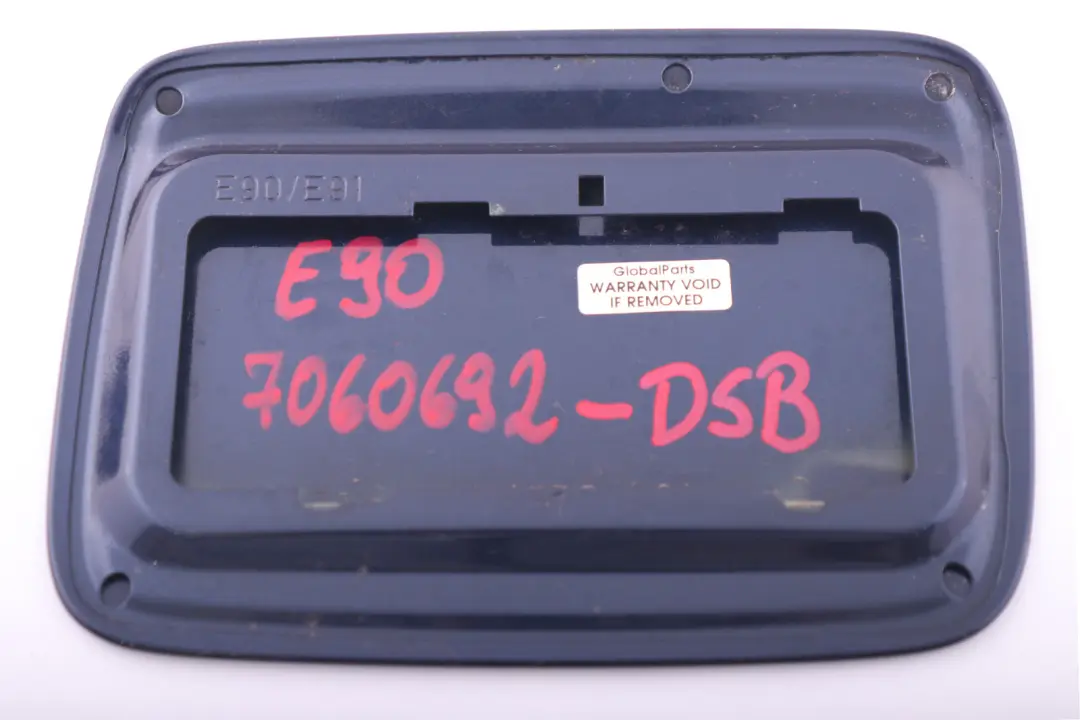 E90/E91
E90
GlobalParts
WARRANTY VOID
IF REMOVED
7060692-DSB